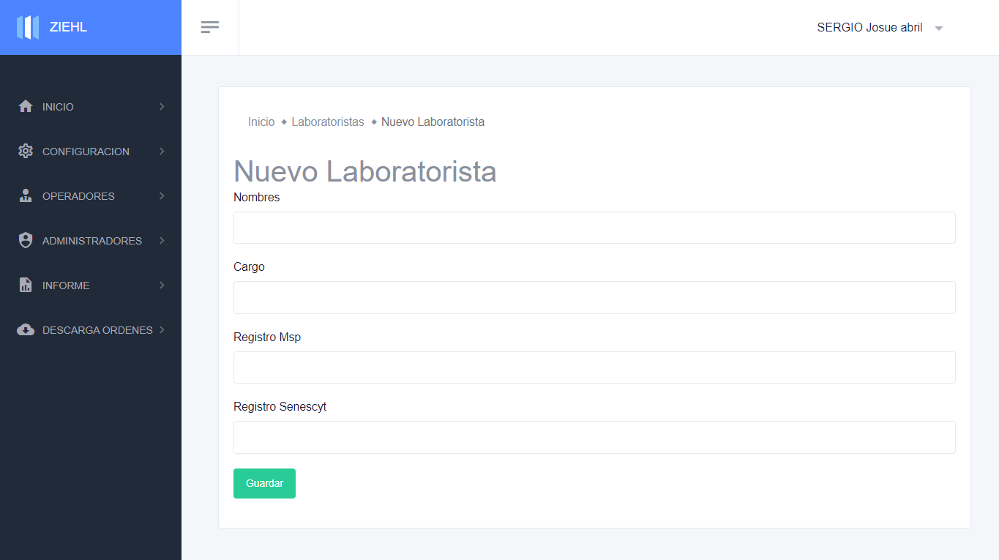 ZIEHL
SERGIO Josue abril
INICIO
CONFIGURACION
OPERADORES
ADMINISTRADORES
INFORME
DESCARGA ORDENES
Inicio ◆ Laboratoristas ◆ Nuevo Laboratorista
Nuevo Laboratorista
Nombres
Cargo
Registro Msp
Registro Senescyt
Guardar